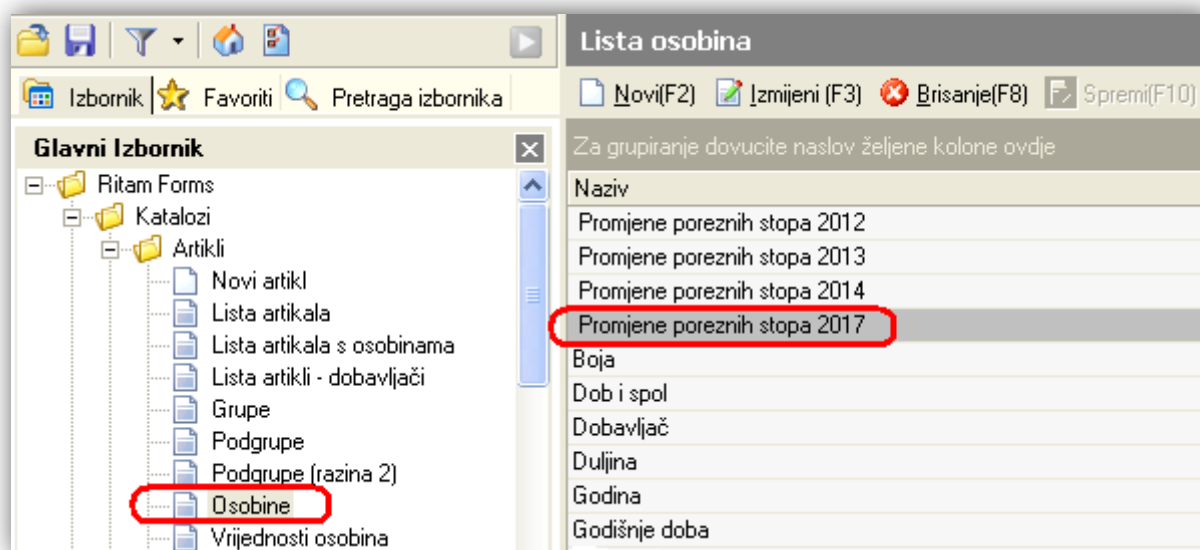 Izbornik Favoriti Pretraga izbornika
Glavni Izbornik
Ritam Forms
Katalozi
Artikli
Novi artikl
Lista artikala
Lista artikala s osobinama
Lista artikli - dobavljači
Grupe
Podgrupe
Podgrupe (razina 2)
Osobine
Vrijednosti osobina
Lista osobina
Novi(F2) Izmijeni (F3) Brisanje(F8) Spremi(F10)
Za grupiranje dovucite naslov željene kolone ovdje
Naziv
Promjene poreznih stopa 2012
Promjene poreznih stopa 2013
Promjene poreznih stopa 2014
Promjene poreznih stopa 2017
Boja
Dob i spol
Dobavljač
Duljina
Godina
Godišnje doba